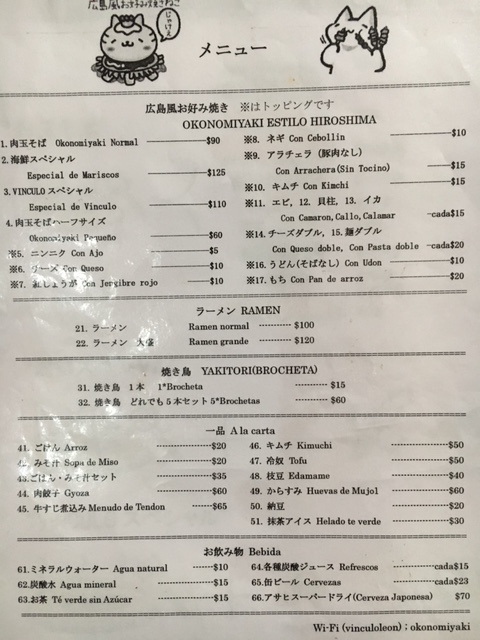 広島風お好み焼きねこ
じゃけぇ
メニュー
広島風お好み焼き ※はトッピングです
OKONOMIYAKI ESTILO HIROSHIMA
1.肉玉そば Okonomiyaki Normal $90
2.海鮮スペシャル
Especial de Mariscos $125
3.VINCULO スペシャル
Especial de Vinculo $110
4.肉玉そばハーフサイズ
Okonomiyaki Pequeño $60
※5. ニンニク Con Ajo $5
※6. チーズ Con Queso $10
※7. 紅しょうが Con Jergibre rojo $10
※8. ネギ Con Cebollin $10
※9. アラチェラ (豚肉なし)
Con Arrachera(Sin Tocino) $15
※10. キムチ Con Kimchi $15
※11. エビ, 12. 貝柱, 13. イカ
Con Camaron, Callo, Calamar cada$15
※14.チーズダブル, 15.麺ダブル
Con Queso doble, Con Pasta doble cada$20
※16.うどん(そばなし) Con Udon $10
※17.もち Con Pan de arroz $20
ラーメン RAMEN
21. ラーメン Ramen normal $100
22. ラーメン 大盛 Ramen grande $120
焼き鳥 YAKITORI(BROCHETA)
31. 焼き鳥 1本 1*Brocheta $15
32. 焼き鳥 どれでも5本セット 5*Brochetas $60
一品 A la carta
41. ごはん Arroz $20
42. みそ汁 Sopa de Miso $20
43.ごはん・みそ汁セット $35
44. 肉餃子 Gyoza $60
45. 牛すじ煮込み Menudo de Tendon $65
46. キムチ Kimuchi $50
47. 冷奴 Tofu $50
48. 枝豆 Edamame $40
49. からすみ Huevas de Mujol $60
50. 納豆 $20
51. 抹茶アイス Helado te verde $30
お飲み物 Bebida
61.ミネラルウォーター Agua natural $10
62.炭酸水 Agua mineral $15
63.お茶 Té verde sin Azúcar $15
64.各種炭酸ジュース Refrescos cada$15
65.缶ビール Cervezas cada$23
66.アサヒスーパードライ(Cerveza Japonesa) $70
Wi-Fi (vinculoleon) ; okonomiyaki